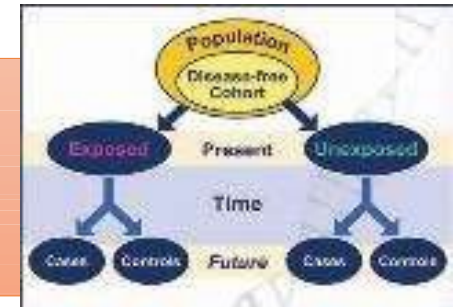 Population
Disease-free
Cohort
Exposed Present Unexposed
Time
Cases Controls Future Cases Controls